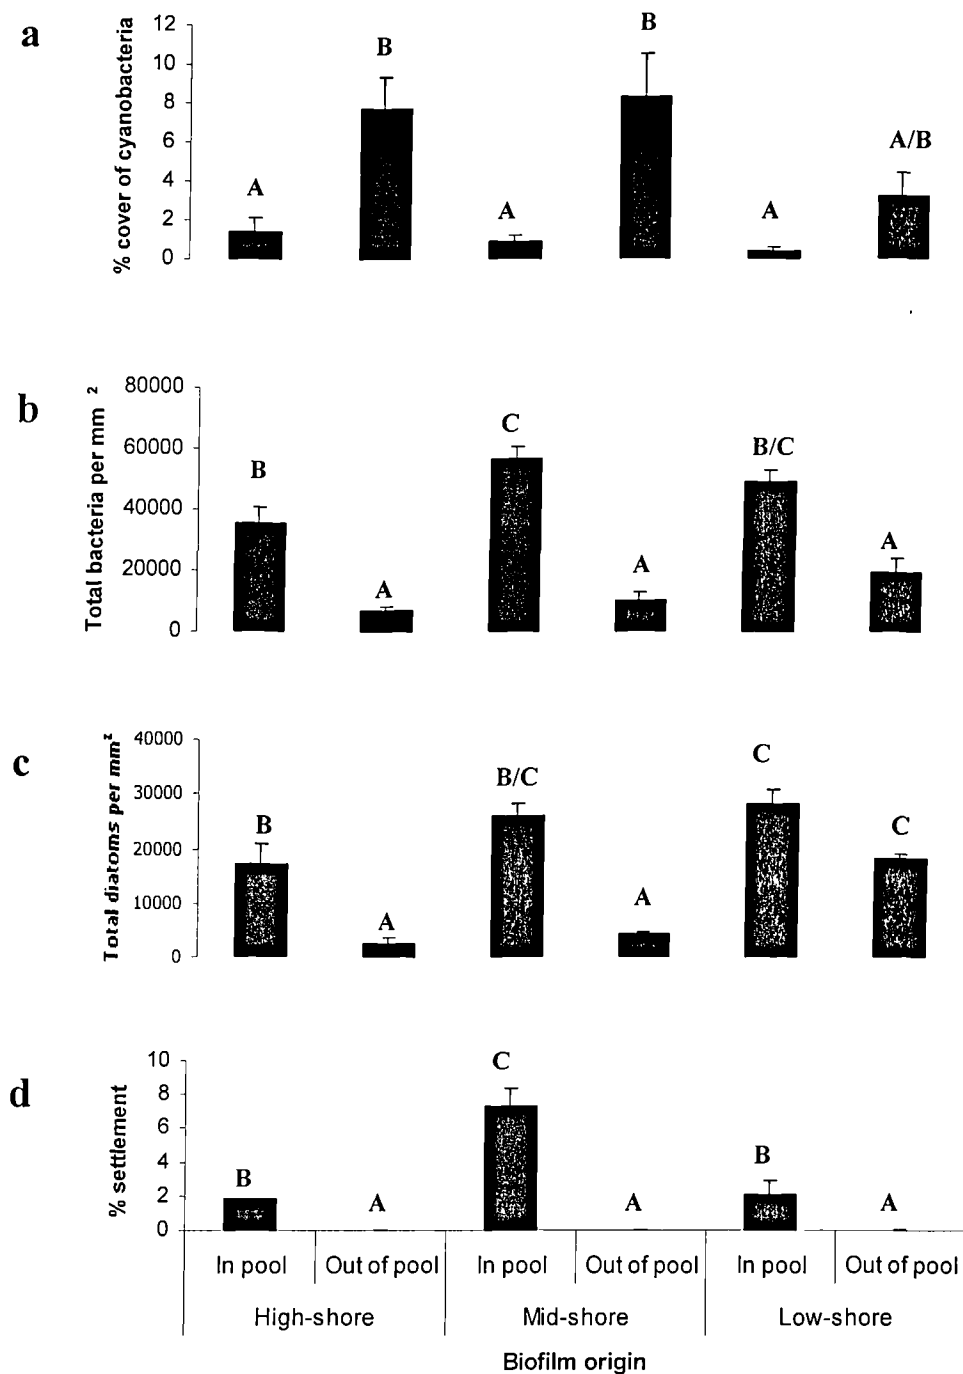 a
% cover of cyanobacteria
12
10
8
6
4
2
0
A
B
A
B
A
A/B
b
Total bacteria per mm 2
80000
60000
40000
20000
0
B
A
C
A
B/C
A
c
Total diatoms per mm²
40000
30000
20000
10000
0
B
A
B/C
A
C
C
d
% settlement
10
8
6
4
2
0
B
A
C
A
B
A
In pool Out of pool In pool Out of pool In pool Out of pool
High-shore Mid-shore Low-shore
Biofilm origin